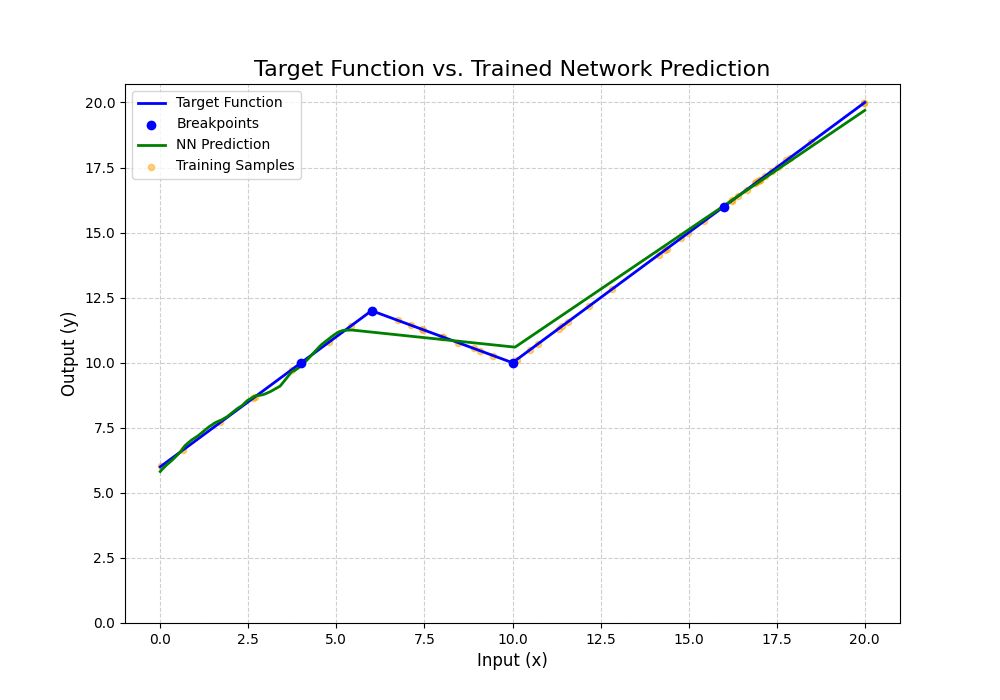 Target Function vs. Trained Network Prediction
Target Function
Breakpoints
NN Prediction
Training Samples
Output (y)
20.0
17.5
15.0
12.5
10.0
7.5
5.0
2.5
0.0
0.0 2.5 5.0 7.5 10.0 12.5 15.0 17.5 20.0
Input (x)